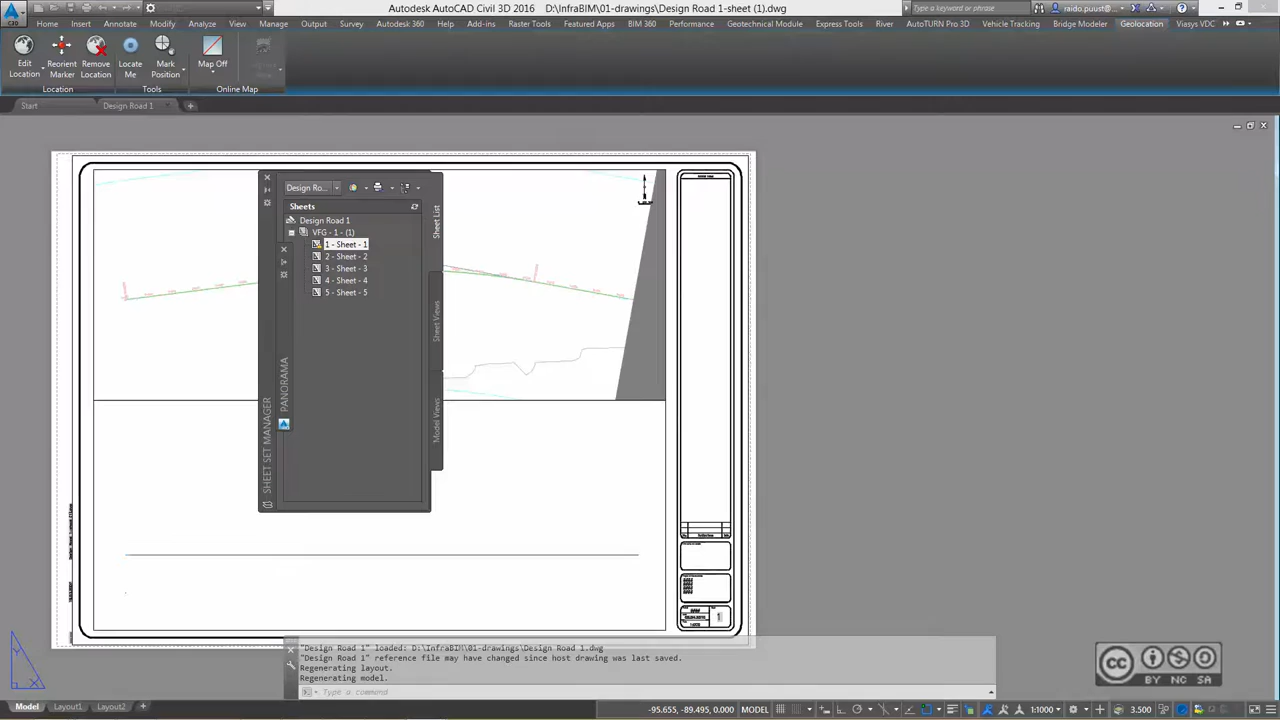 Autodesk AutoCAD Civil 3D 2016 D:\InfraBIM\01-drawings\Design Road 1-sheet (1).dwg
Type a keyword or phrase
raido.puust@...
Home Insert Annotate Modify Analyze View Manage Output Survey Autodesk 360 Help Add-ins Raster Tools Featured Apps BIM 360 Performance Geotechnical Module Express Tools River AutoTURN Pro 3D Vehicle Tracking Bridge Modeler Geolocation Viasys VDC
Edit Location
Reorient Marker
Remove Location
Locate Me
Mark Position
Map Off
Location
Tools
Online Map
Start
Design Road 1
Design Ro...
Sheets
Design Road 1
VFG - 1 - (1)
1 - Sheet - 1
2 - Sheet - 2
3 - Sheet - 3
4 - Sheet - 4
5 - Sheet - 5
Sheet List
Sheet Views
Model Views
SHEET SET MANAGER
PANORAMA
1
"Design Road 1" loaded: D:\InfraBIM\01-drawings\Design Road 1.dwg
"Design Road 1" reference file may have changed since host drawing was last saved.
Regenerating layout.
Regenerating model.
Type a command
Y
X
cc
BY NC SA
Model Layout1 Layout2
-95.655, -89.495, 0.000 MODEL
1:1000
3.500